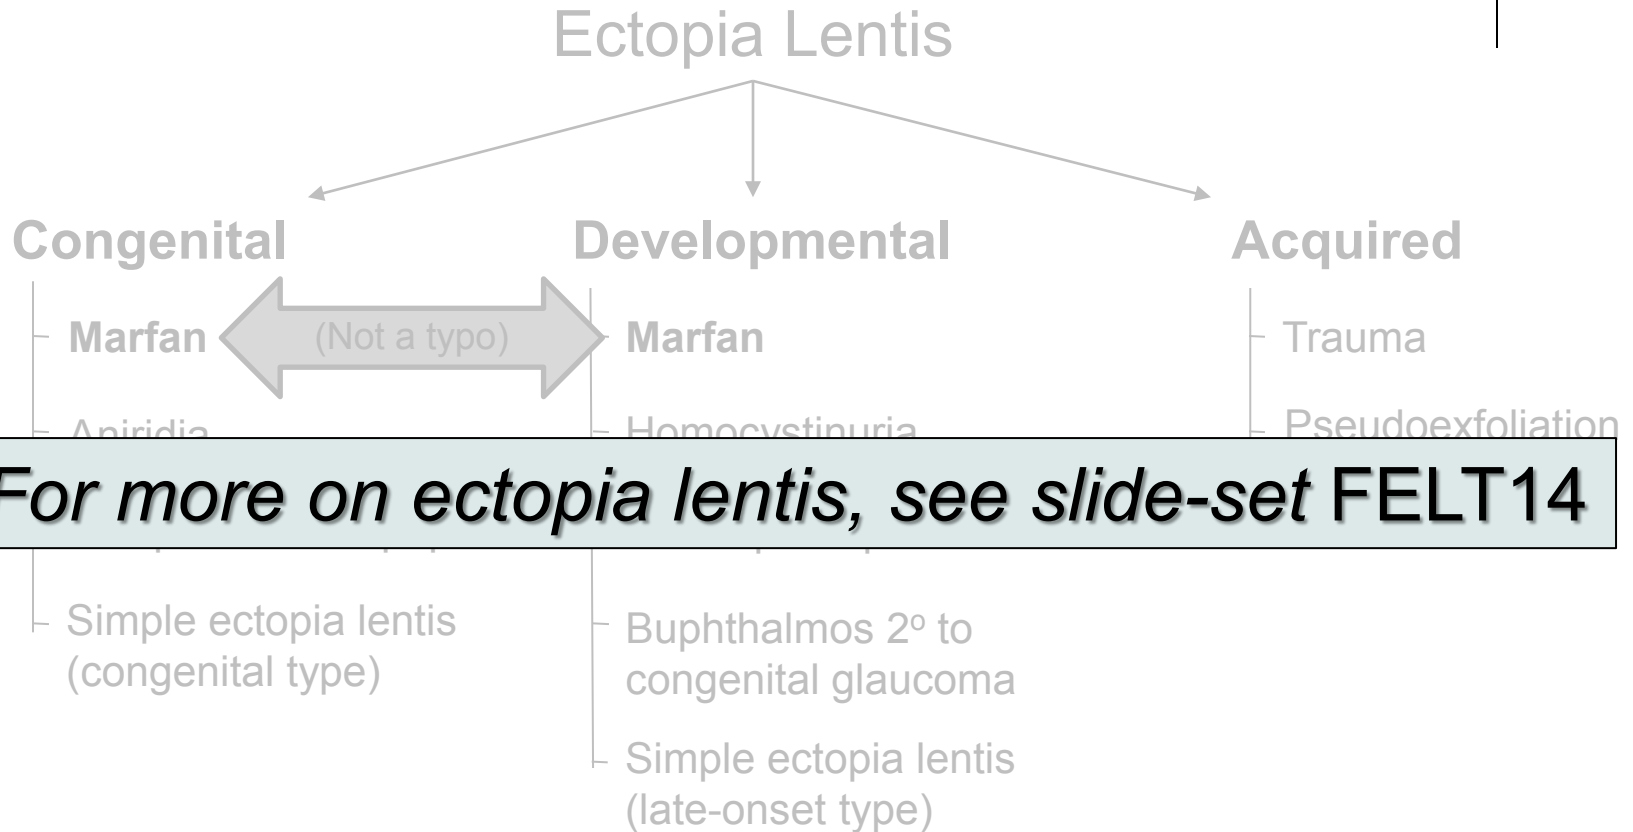 Ectopia Lentis
Congenital
Developmental
Acquired
Marfan
(Not a typo)
Marfan
Trauma
Aniridia
Homocystinuria
Pseudoexfoliation
For more on ectopia lentis, see slide-set FELT14
Simple ectopia lentis
(congenital type)
Buphthalmos 2º to
congenital glaucoma
Simple ectopia lentis
(late-onset type)